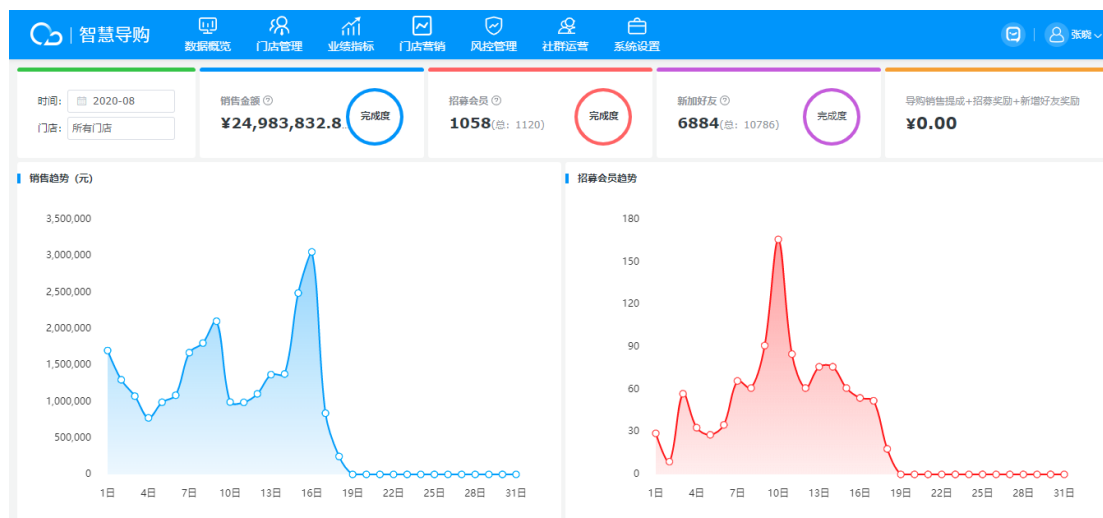 智慧导购
数据概览 门店管理 业绩指标 门店营销 风控管理 社群运营 系统设置
张晓
时间: 2020-08
门店: 所有门店
销售金额
¥24,983,832.8..
完成度
招募会员
1058(总: 1120)
完成度
新加好友
6884(总: 10786)
完成度
导购销售提成+招募奖励+新增好友奖励
¥0.00
销售趋势 (元)
3,500,000
3,000,000
2,500,000
2,000,000
1,500,000
1,000,000
500,000
0
1日 4日 7日 10日 13日 16日 19日 22日 25日 28日 31日
招募会员趋势
180
150
120
90
60
30
0
1日 4日 7日 10日 13日 16日 19日 22日 25日 28日 31日